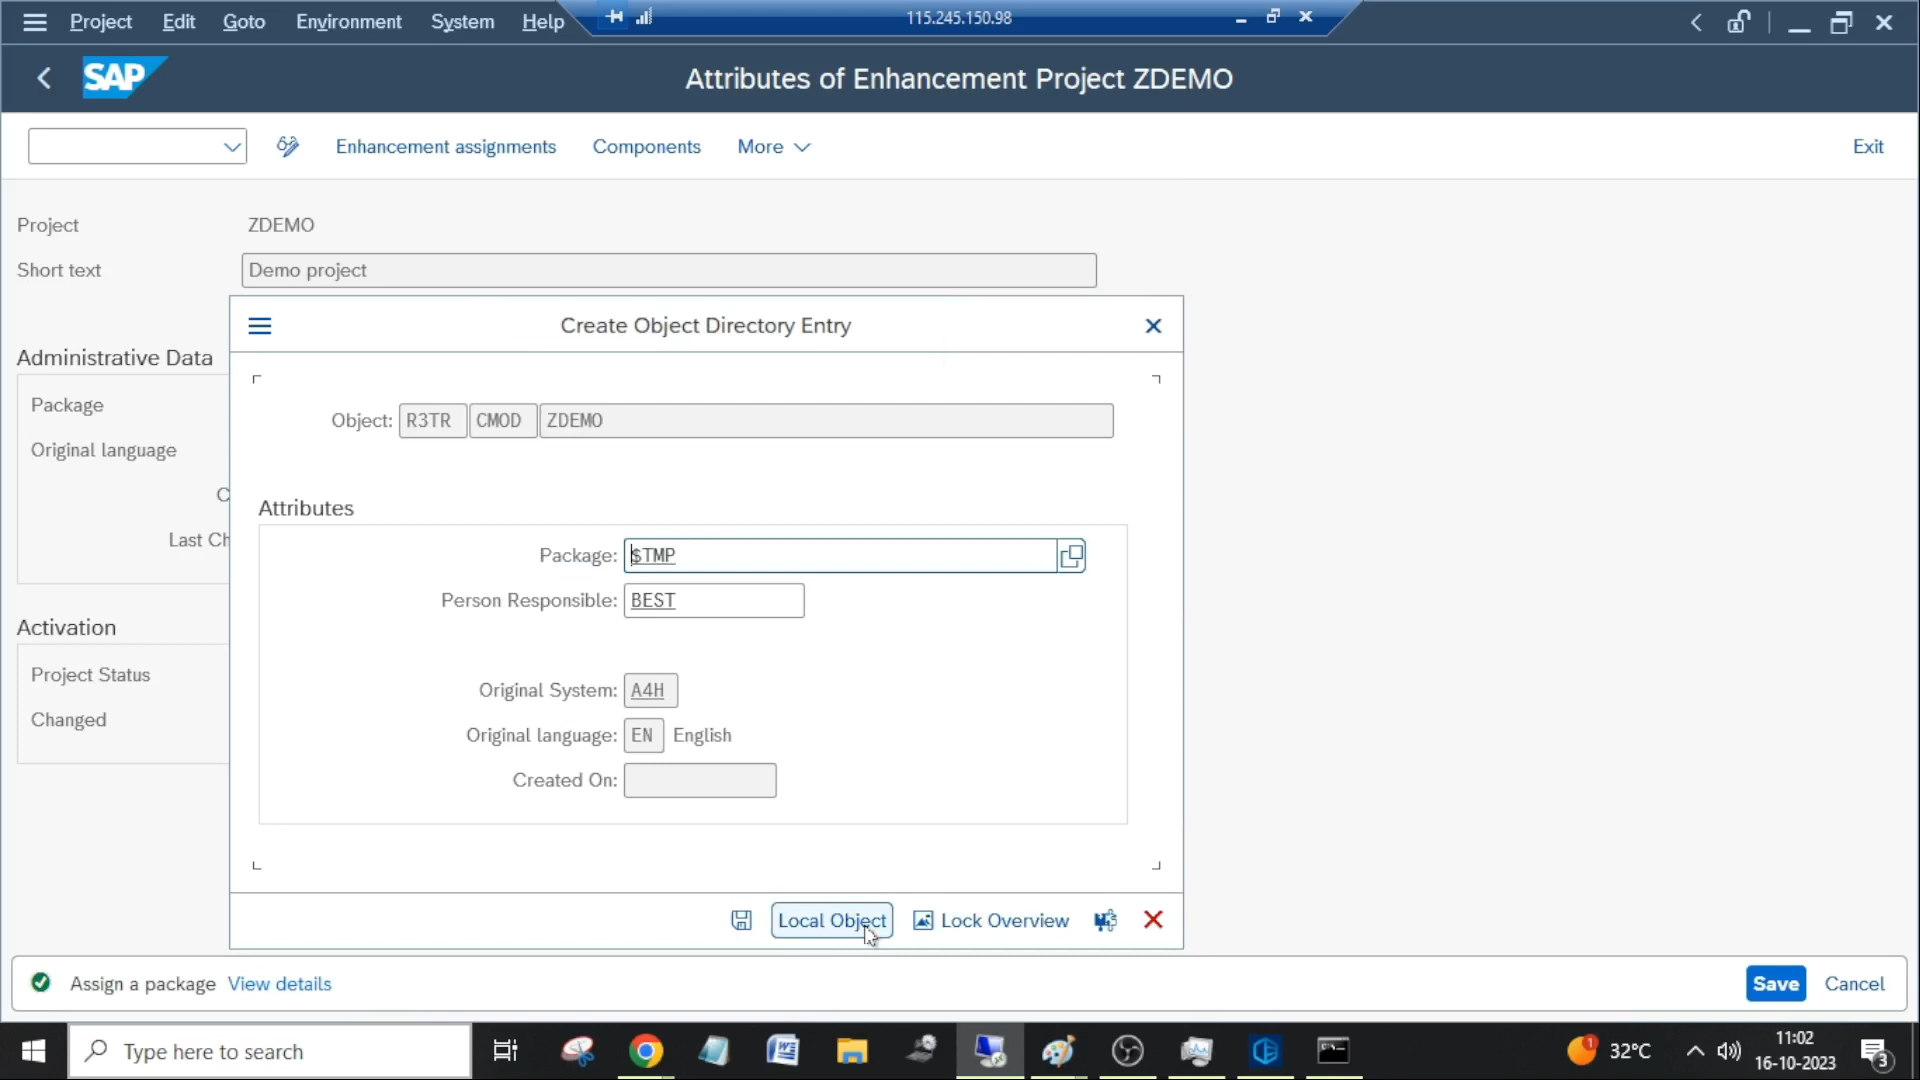 Project Edit Goto Environment System Help 115.245.150.98
SAP Attributes of Enhancement Project ZDEMO
Enhancement assignments Components More Exit
Project ZDEMO
Short text Demo project
Create Object Directory Entry
Administrative Data
Package
Object: R3TR CMOD ZDEMO
Original language
C
Attributes
Last Ch
Package: $TMP
Person Responsible: BEST
Activation
Project Status
Original System: A4H
Changed
Original language: EN English
Created On:
Local Object Lock Overview
Assign a package View details Save Cancel
Type here to search 1 32°C 11:02
16-10-2023 3